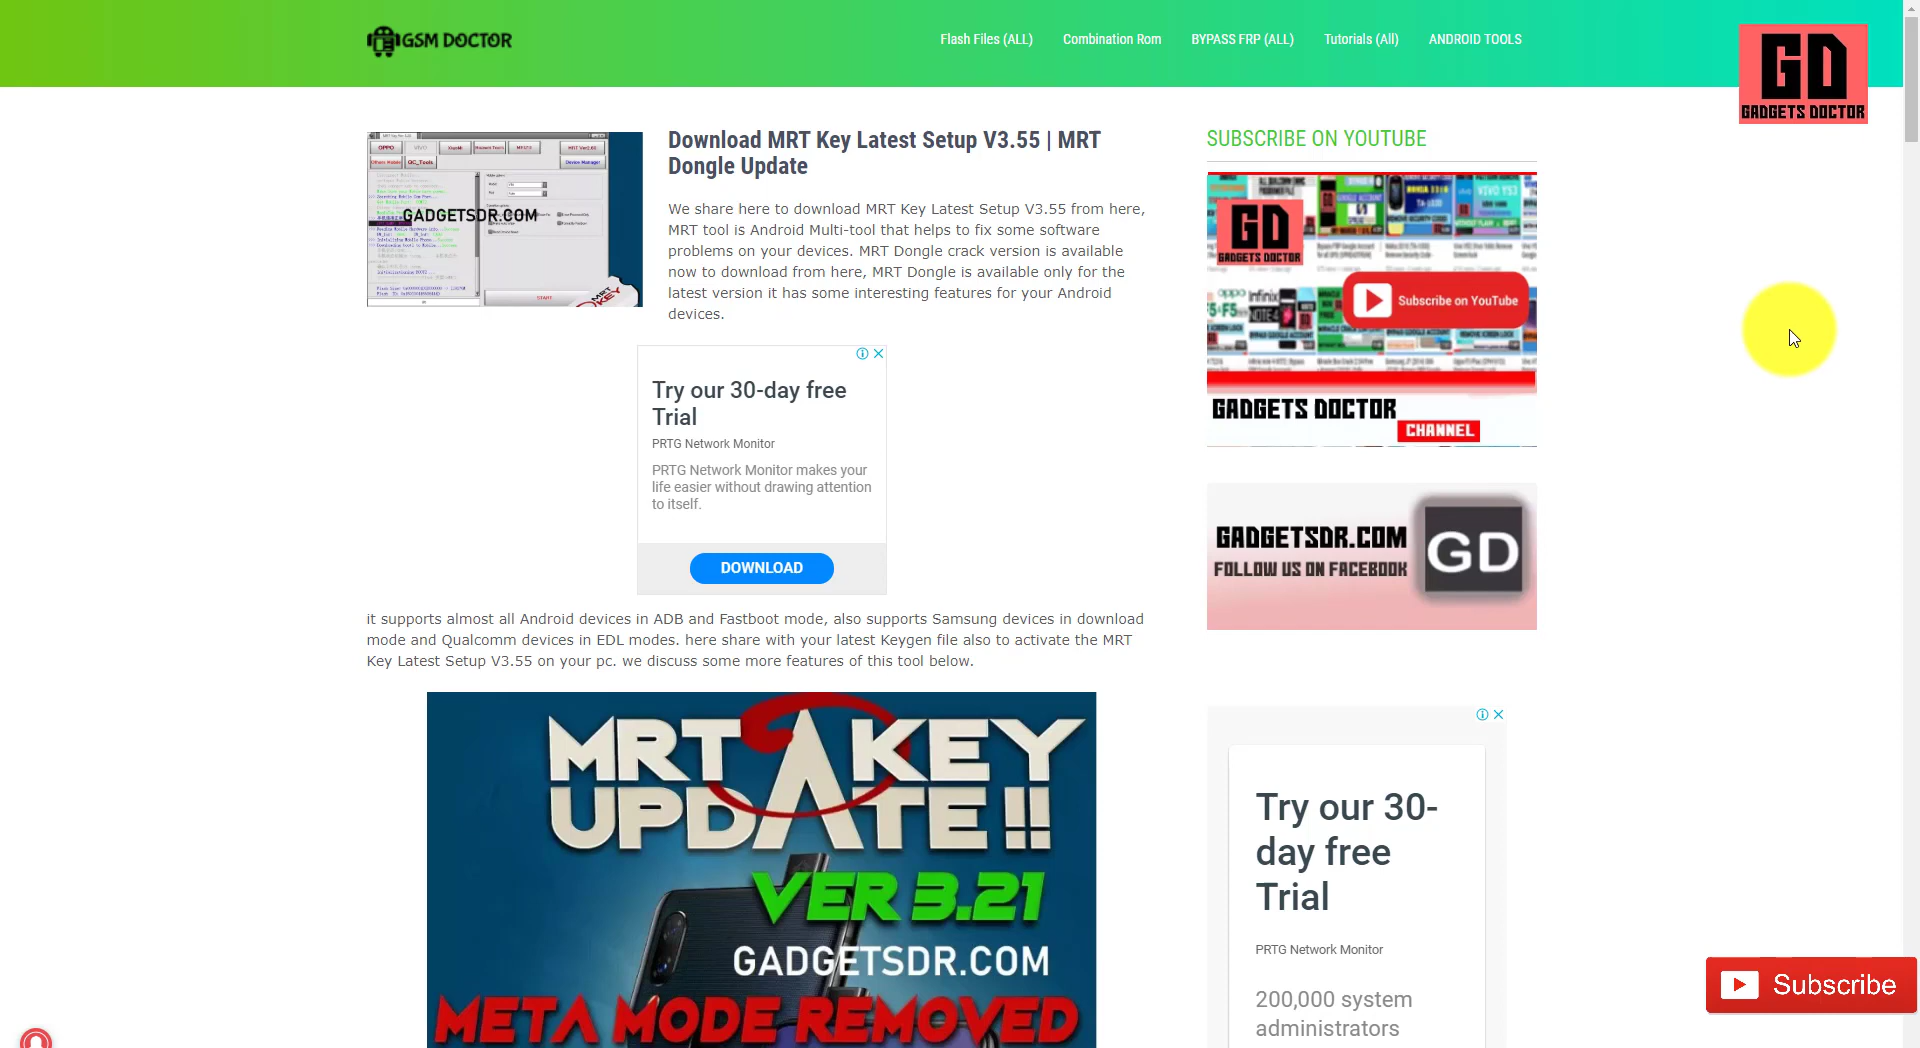 GSM DOCTOR
Flash Files (ALL)
Combination Rom
BYPASS FRP (ALL)
Tutorials (All)
ANDROID TOOLS
GD
GADGETS DOCTOR
OPPO
GADGETSDR.COM
START
MRT
KEY
Download MRT Key Latest Setup V3.55 | MRT
Dongle Update
We share here to download MRT Key Latest Setup V3.55 from here,
MRT tool is Android Multi-tool that helps to fix some software
problems on your devices. MRT Dongle crack version is available
now to download from here, MRT Dongle is available only for the
latest version it has some interesting features for your Android
devices.
Try our 30-day free
Trial
PRTG Network Monitor
PRTG Network Monitor makes your
life easier without drawing attention
to itself.
DOWNLOAD
it supports almost all Android devices in ADB and Fastboot mode, also supports Samsung devices in download
mode and Qualcomm devices in EDL modes. here share with your latest Keygen file also to activate the MRT
Key Latest Setup V3.55 on your pc. we discuss some more features of this tool below.
MRT KEY
UPDATE!!
VER 3.21
GADGETSDR.COM
META MODE REMOVED
SUBSCRIBE ON YOUTUBE
GD
GADGETS DOCTOR
Subscribe on YouTube
GADGETS DOCTOR
CHANNEL
GADGETSDR.COM
FOLLOW US ON FACEBOOK
GD
Try our 30-
day free
Trial
PRTG Network Monitor
200,000 system
administrators
Subscribe